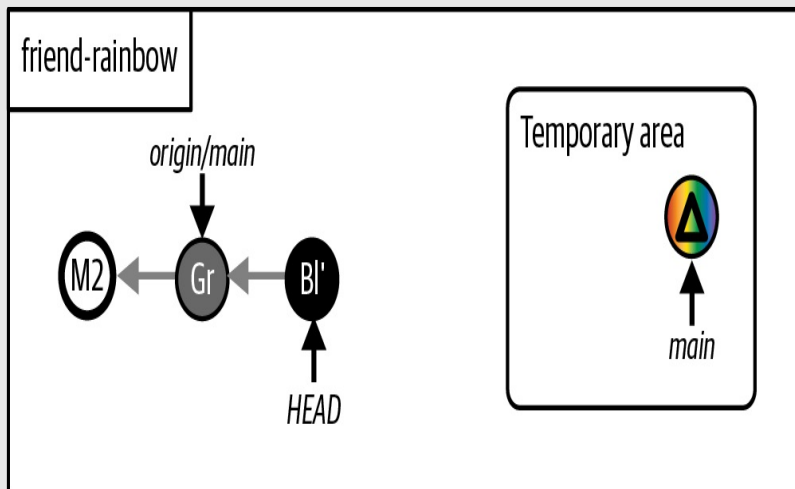 friend-rainbow
origin/main
Temporary area
M2
Gr
Bl'
main
HEAD